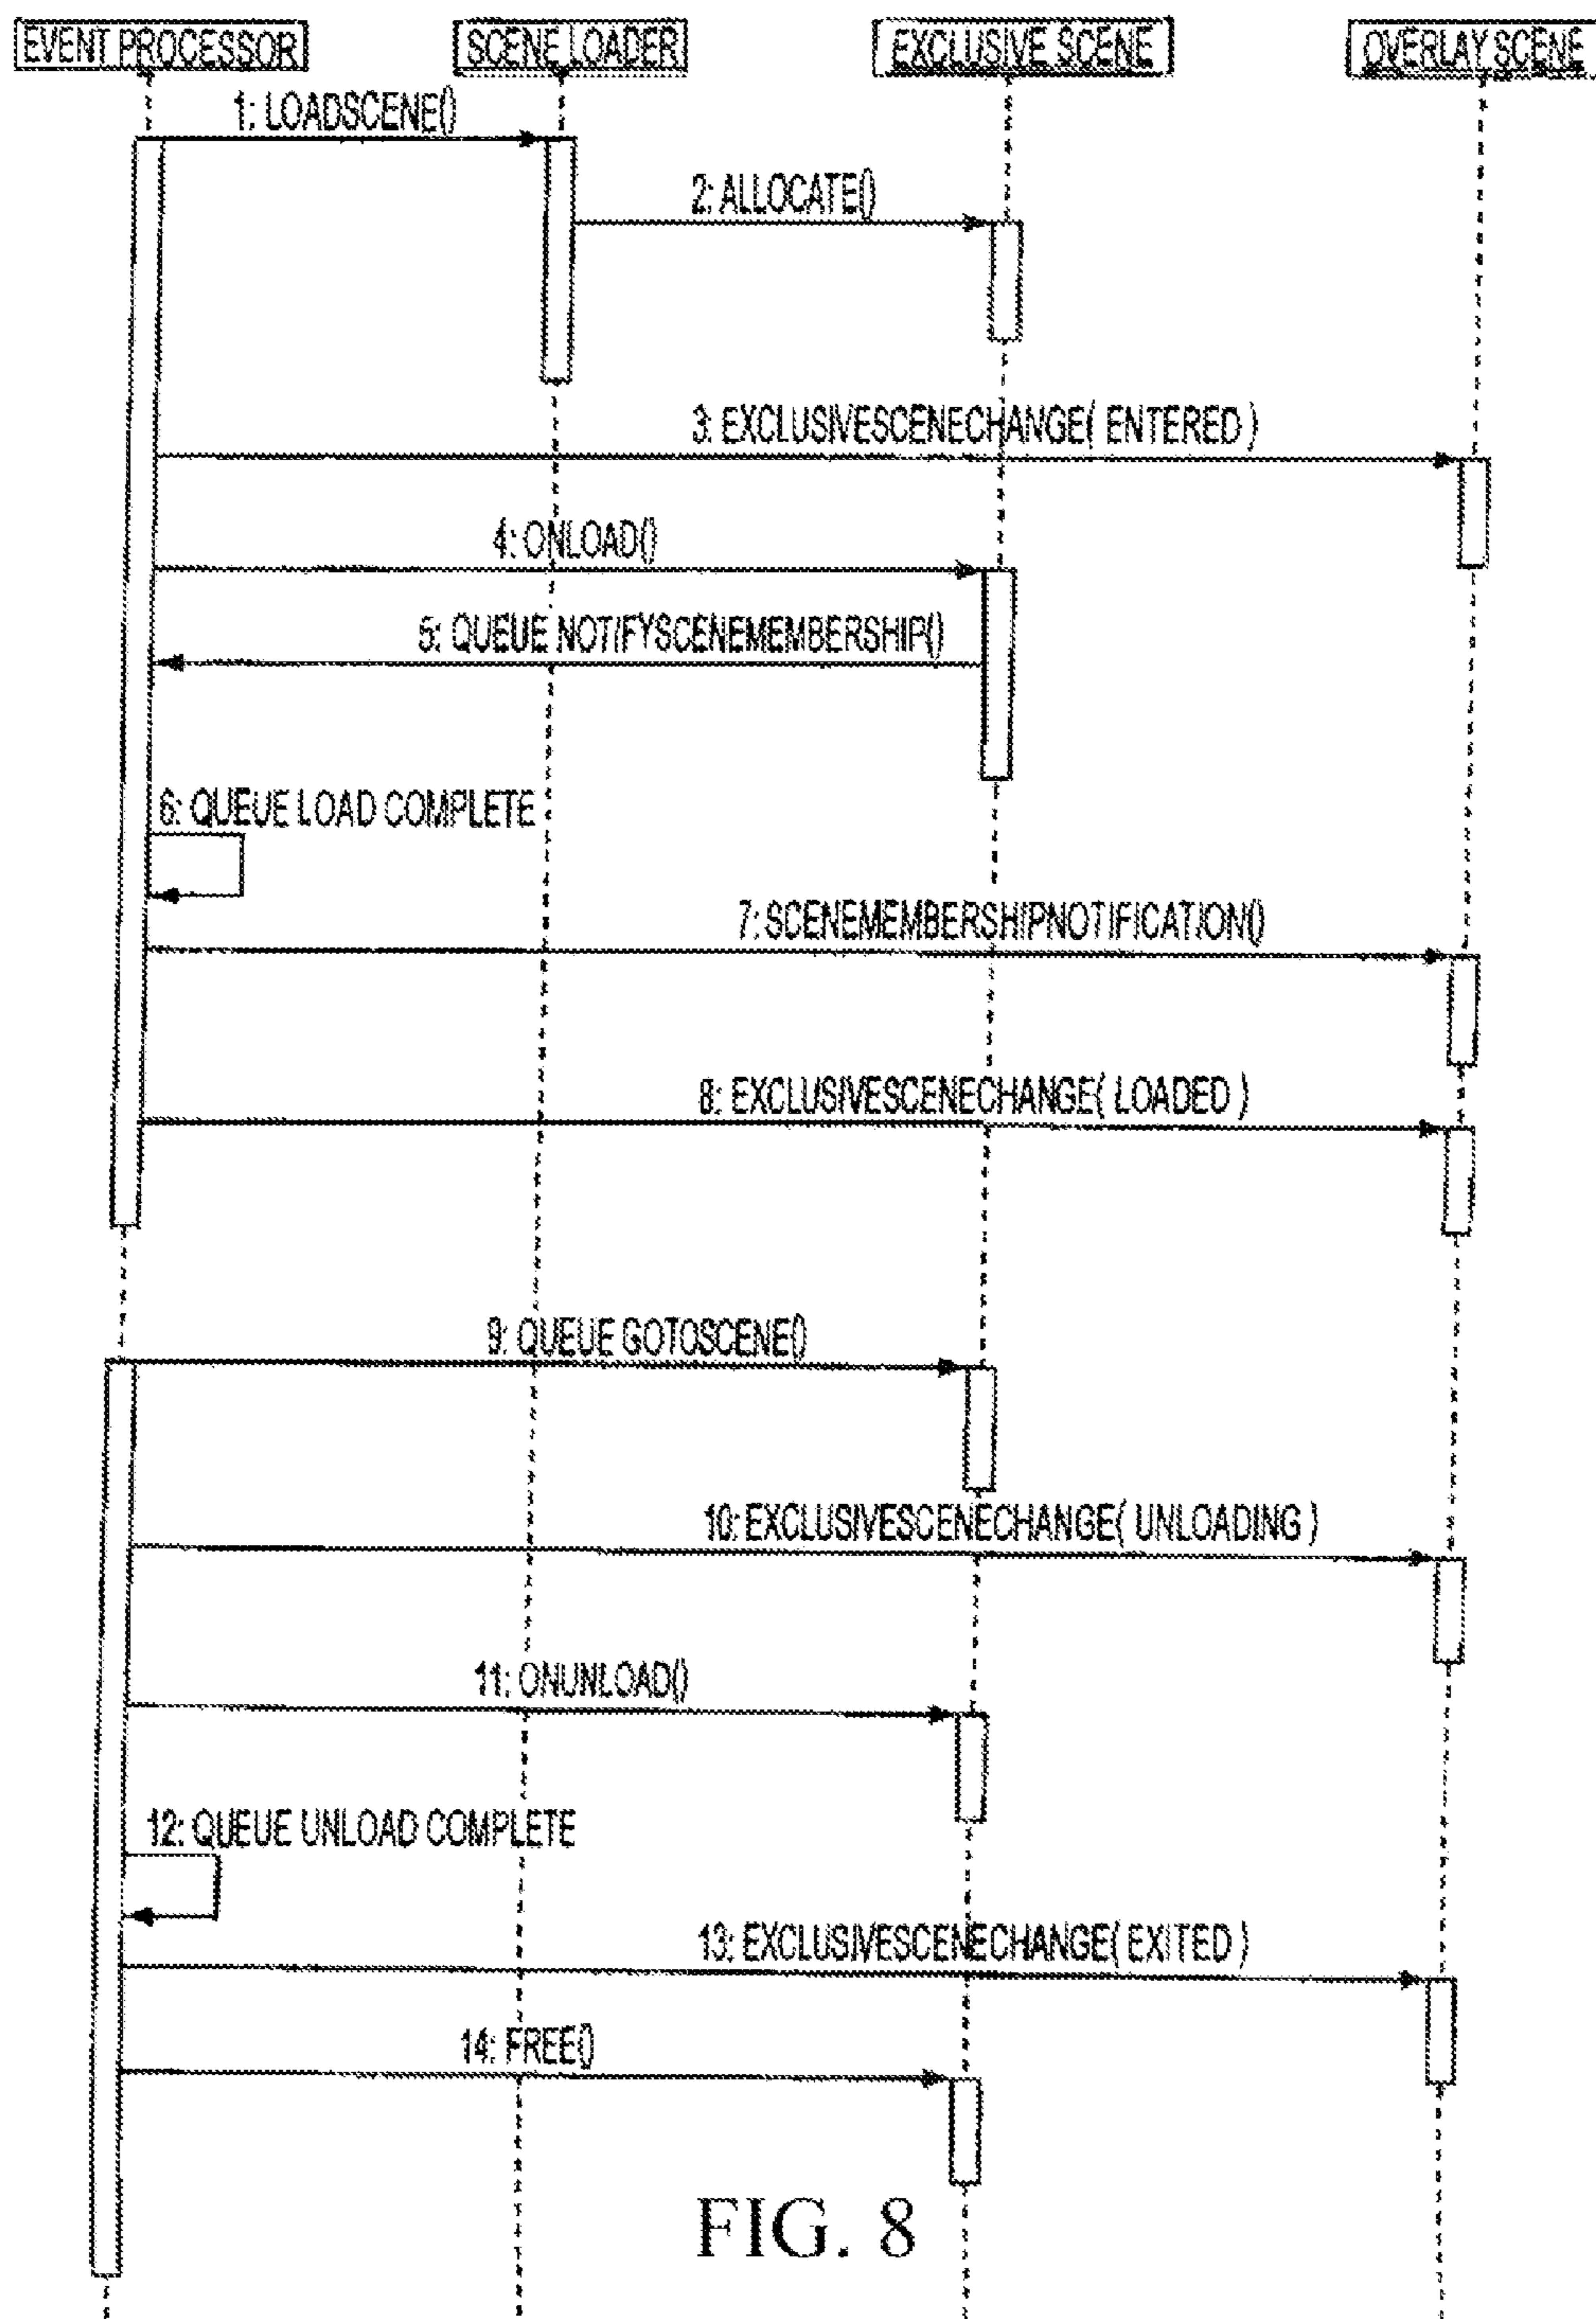 EVENT PROCESSOR
SCENE LOADER
EXCLUSIVE SCENE
OVERLAY SCENE
1: LOADSCENE()
2: ALLOCATE()
3: EXCLUSIVESCENECHANGE( ENTERED )
4: ONLOAD()
5: QUEUE NOTIFYSCENEMEMBERSHIP()
6: QUEUE LOAD COMPLETE
7: SCENEMEMBERSHIPNOTIFICATION()
8: EXCLUSIVESCENECHANGE( LOADED )
9: QUEUE GOTOSCENE()
10: EXCLUSIVESCENECHANGE( UNLOADING )
11: ONUNLOAD()
12: QUEUE UNLOAD COMPLETE
13: EXCLUSIVESCENECHANGE( EXITED )
14: FREE()
FIG. 8